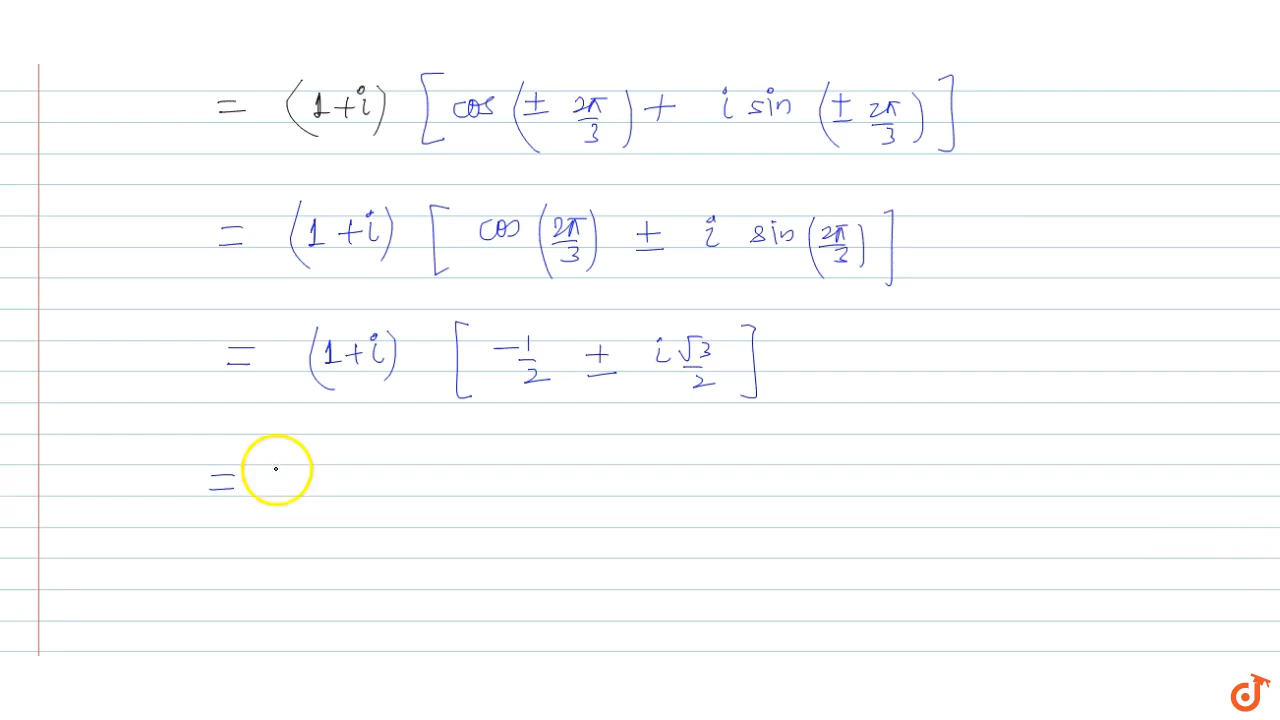 = (1+i) [cos(± 2π/3) + i sin(± 2π/3)]
= (1+i) [cos(2π/3) ± i sin(2π/3)]
= (1+i) [-1/2 ± i √3/2]
=